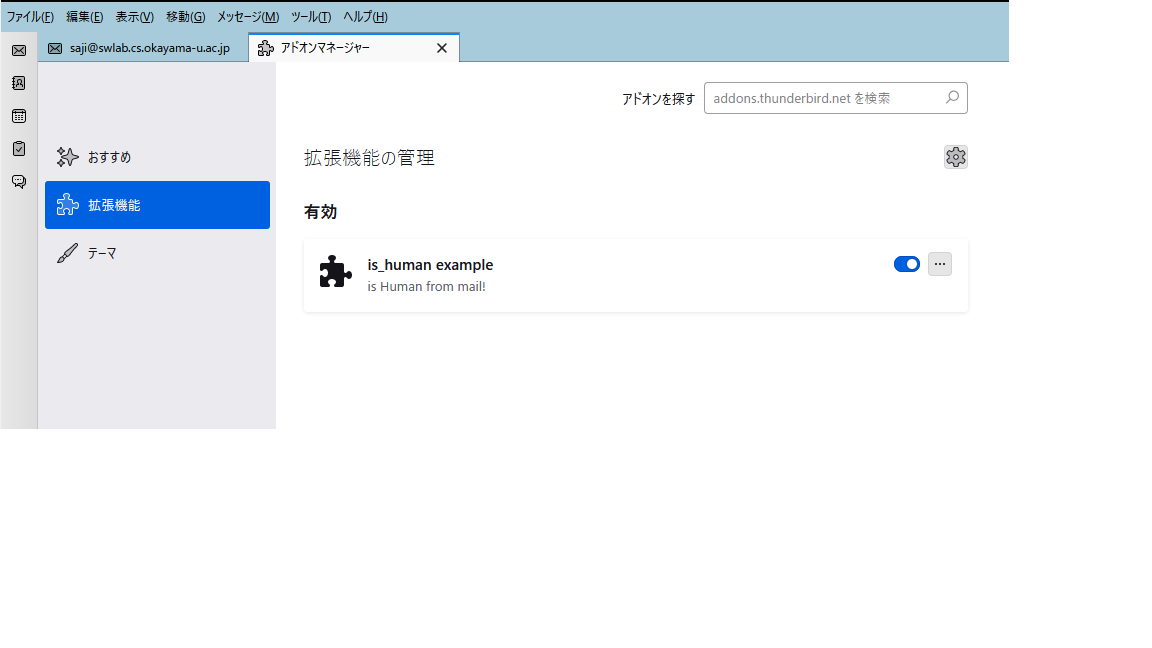 ファイル(F) 編集(E) 表示(V) 移動(G) メッセージ(M) ツール(T) ヘルプ(H)
saji@swlab.cs.okayama-u.ac.jp アドオンマネージャー
アドオンを探す addons.thunderbird.net を検索
おすすめ
拡張機能の管理
拡張機能
有効
テーマ
is_human example
is Human from mail!